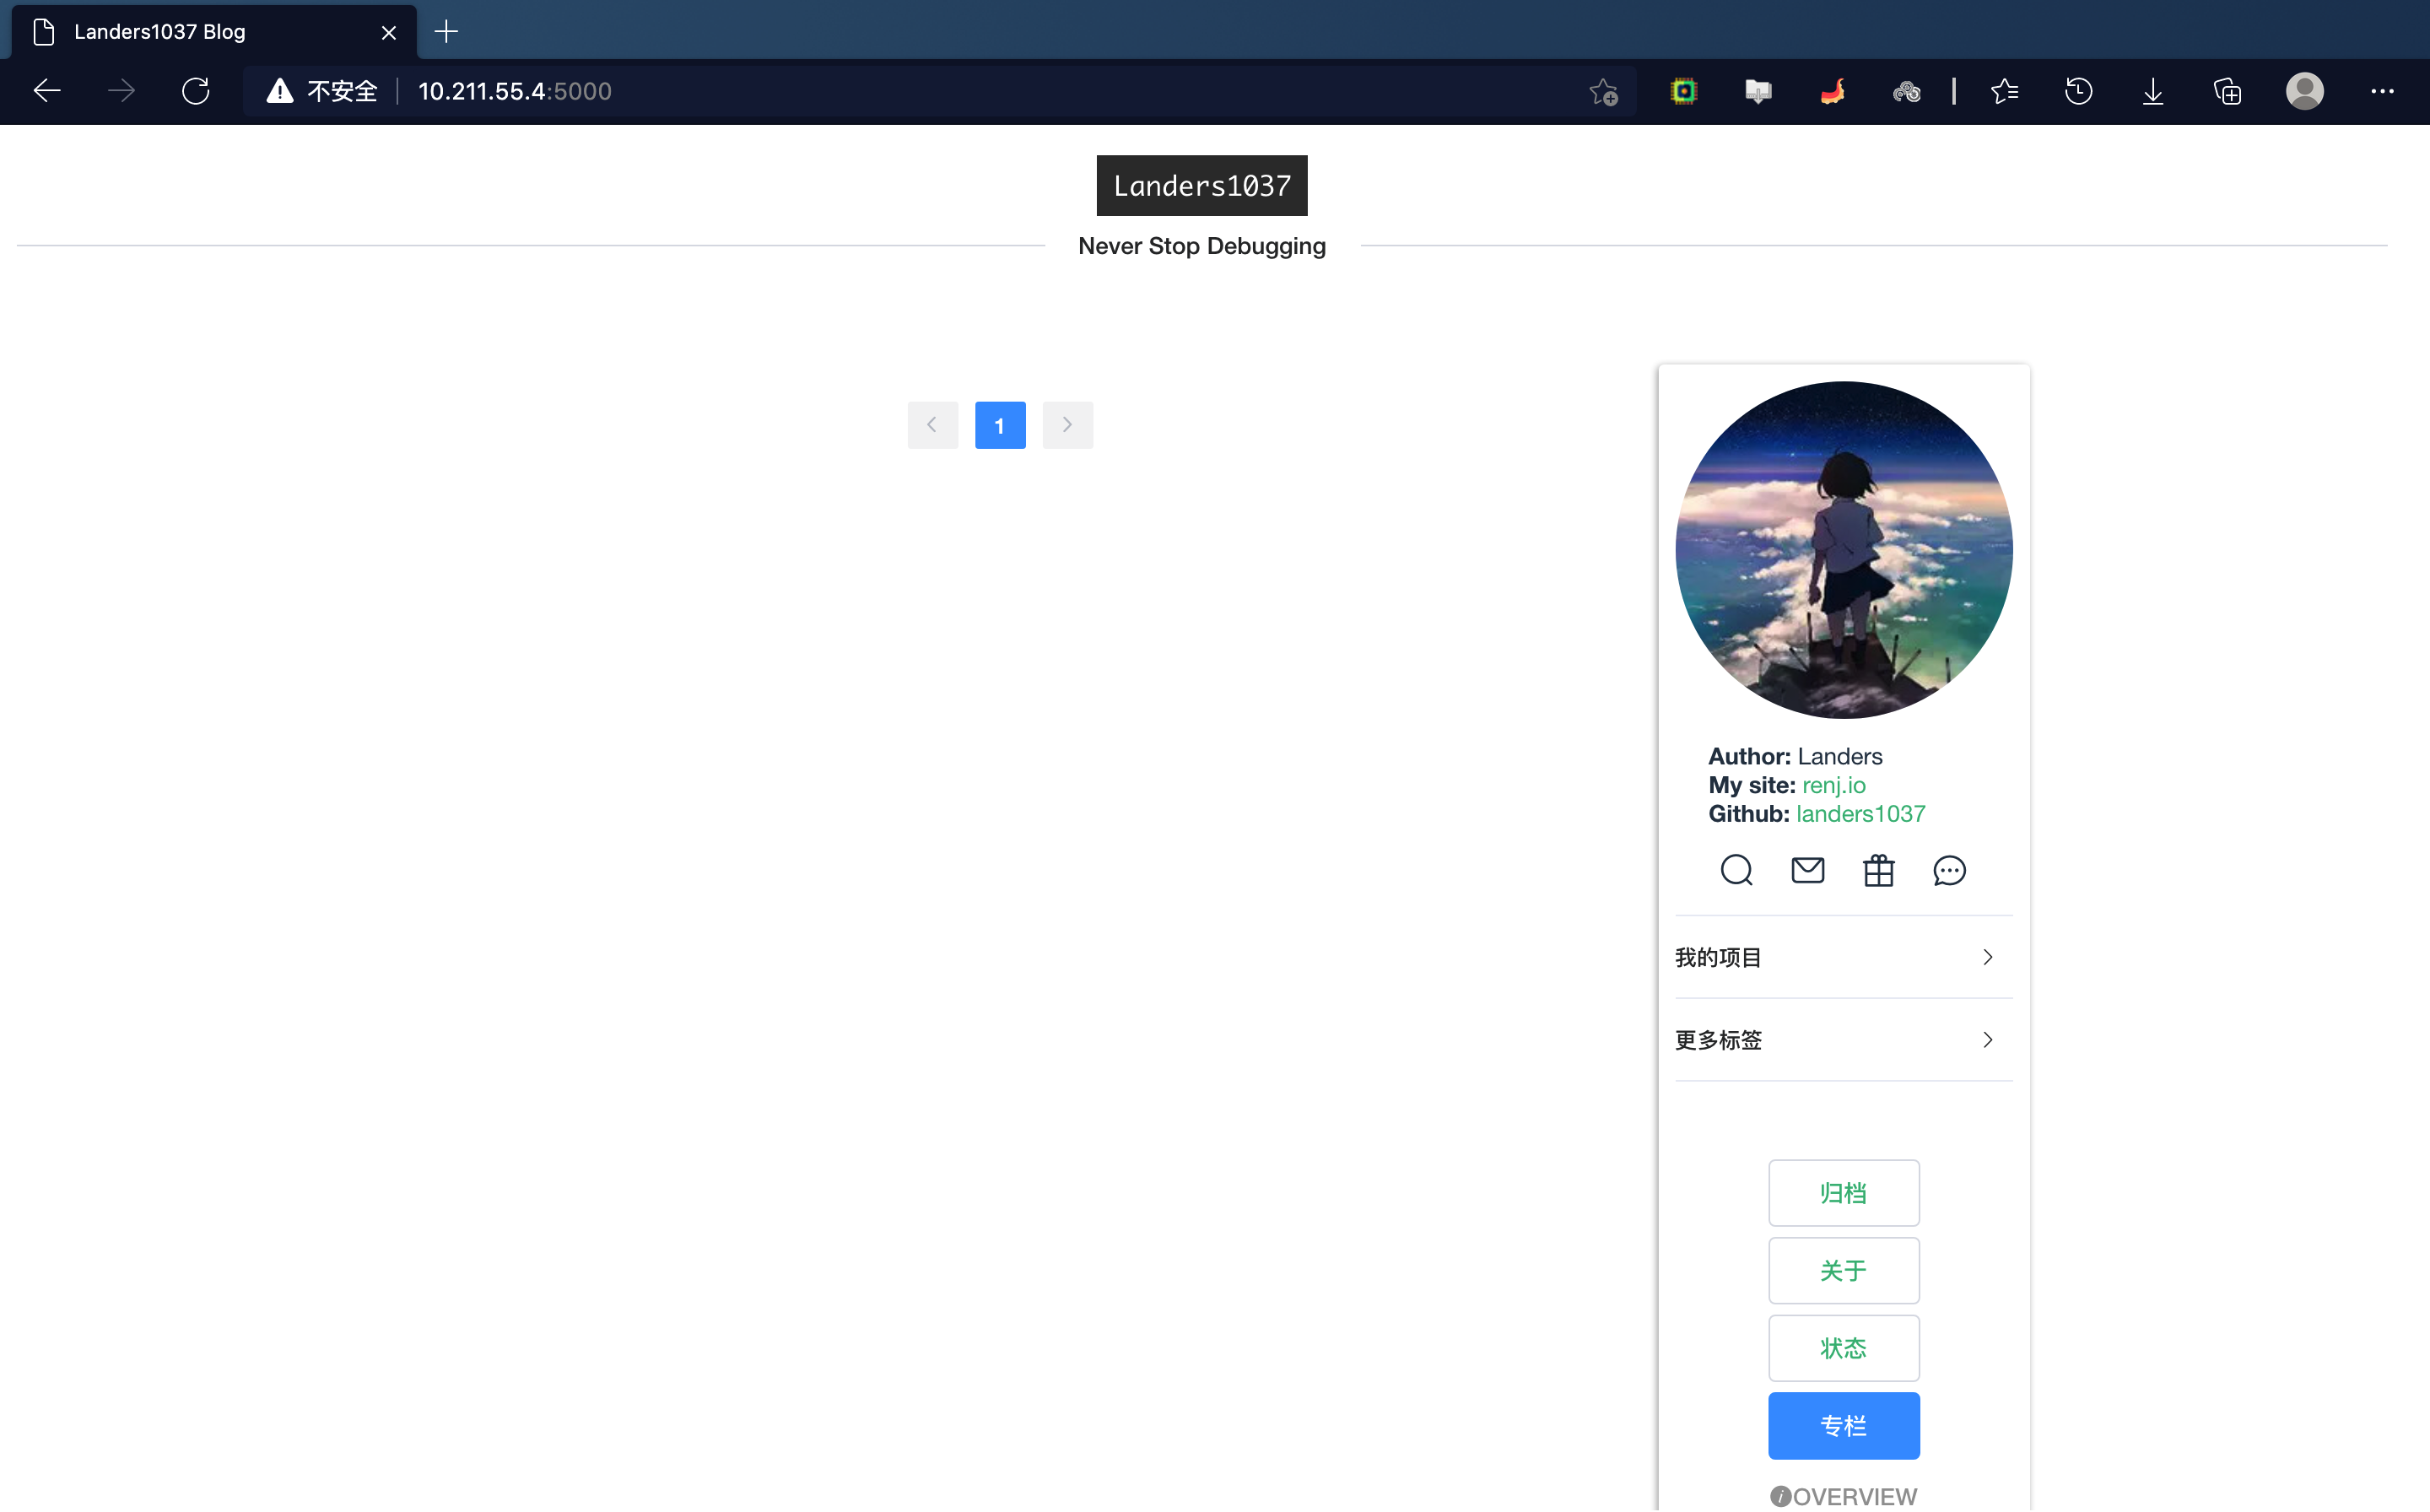 Landers1037 Blog
不安全 10.211.55.4:5000
Landers1037
Never Stop Debugging
1
Author: Landers
My site: renj.io
Github: landers1037
我的项目
更多标签
归档
关于
状态
专栏
OVERVIEW